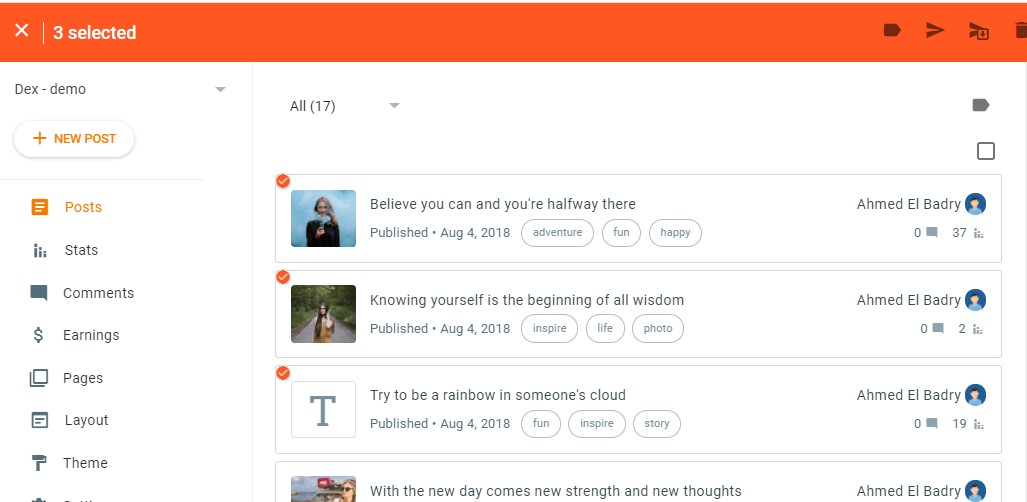 3 selected
Dex - demo
NEW POST
Posts
Stats
Comments
Earnings
Pages
Layout
Theme
All (17)
Believe you can and you're halfway there
Ahmed El Badry
Published • Aug 4, 2018 adventure fun happy
0 37
Knowing yourself is the beginning of all wisdom
Ahmed El Badry
Published • Aug 4, 2018 inspire life photo
0 2
T
Try to be a rainbow in someone's cloud
Ahmed El Badry
Published • Aug 4, 2018 fun inspire story
0 19
With the new day comes new strength and new thoughts
Ahmed El Badry